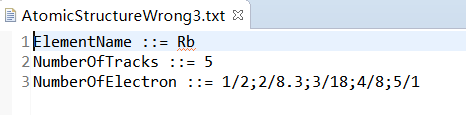 AtomicStructureWrong3.txt
1 ElementName ::= Rb
2 NumberOfTracks ::= 5
3 NumberOfElectron ::= 1/2;2/8.3;3/18;4/8;5/1